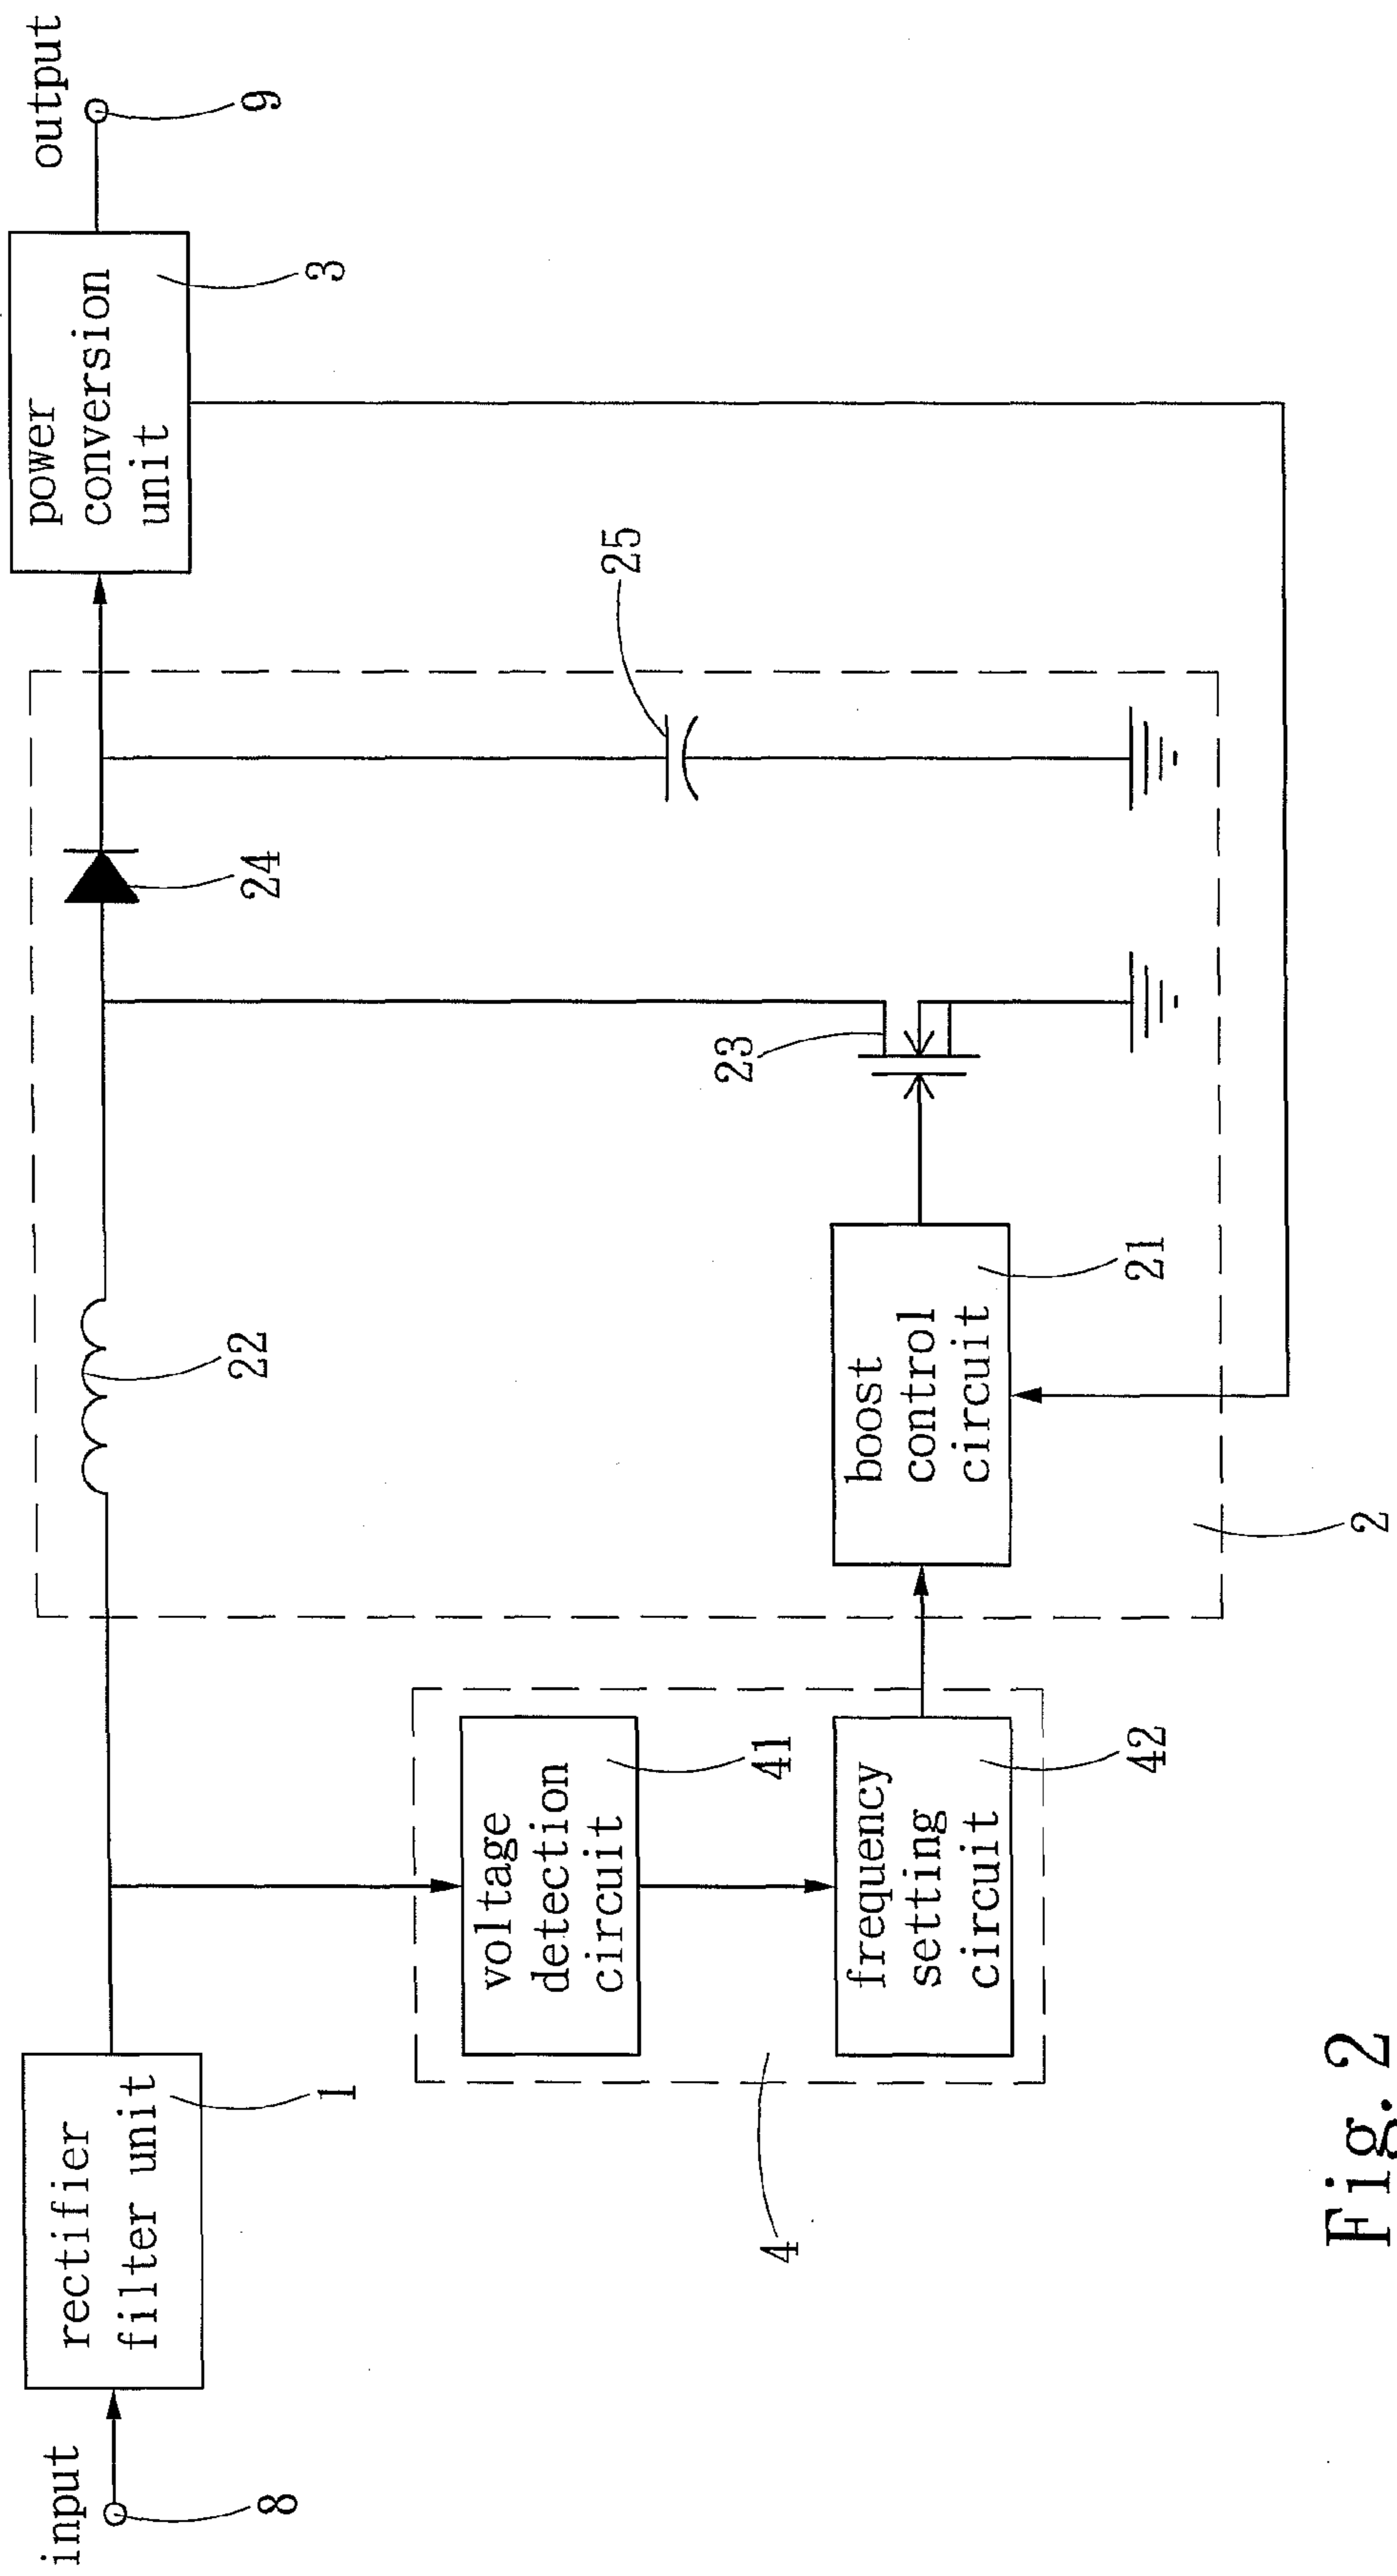 input
8
rectifier
filter unit
1
22
24
power
conversion
unit
3
output
9
voltage
detection
circuit
41
frequency
setting
circuit
42
4
boost
control
circuit
21
23
25
2
Fig. 2